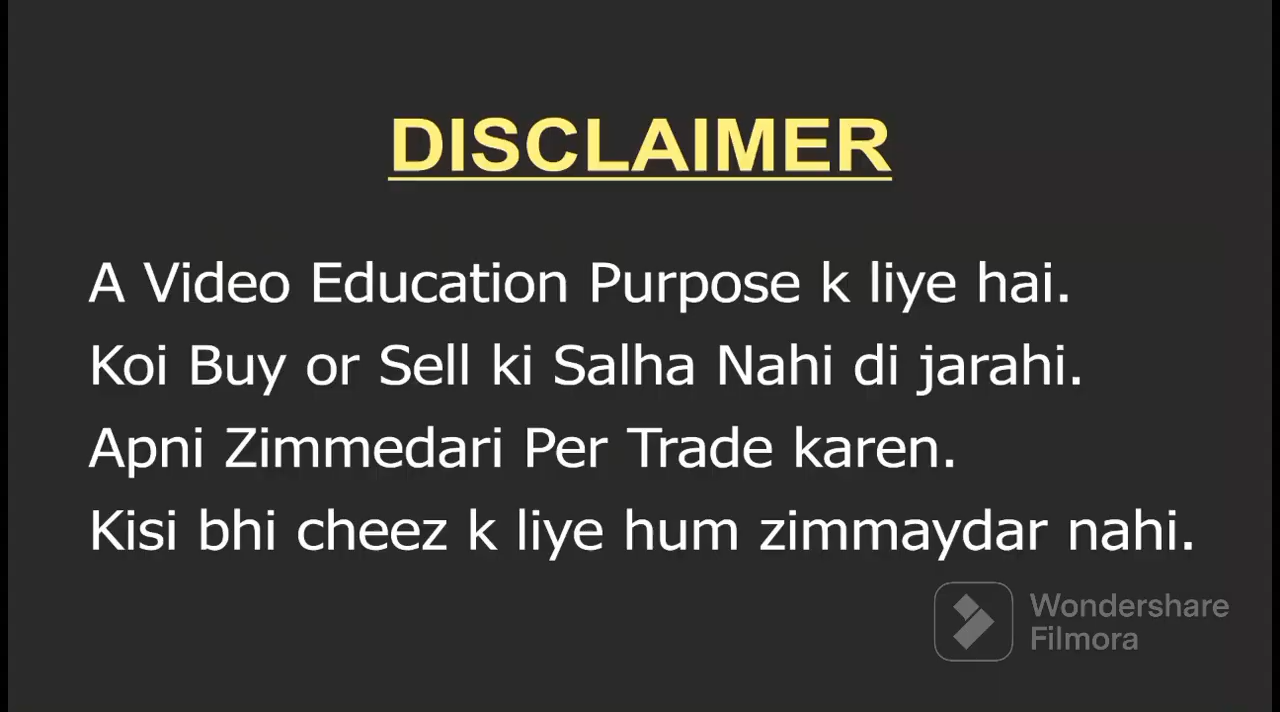 DISCLAIMER
A Video Education Purpose k liye hai.
Koi Buy or Sell ki Salha Nahi di jarahi.
Apni Zimmedari Per Trade karen.
Kisi bhi cheez k liye hum zimmaydar nahi.
Wondershare
Filmora